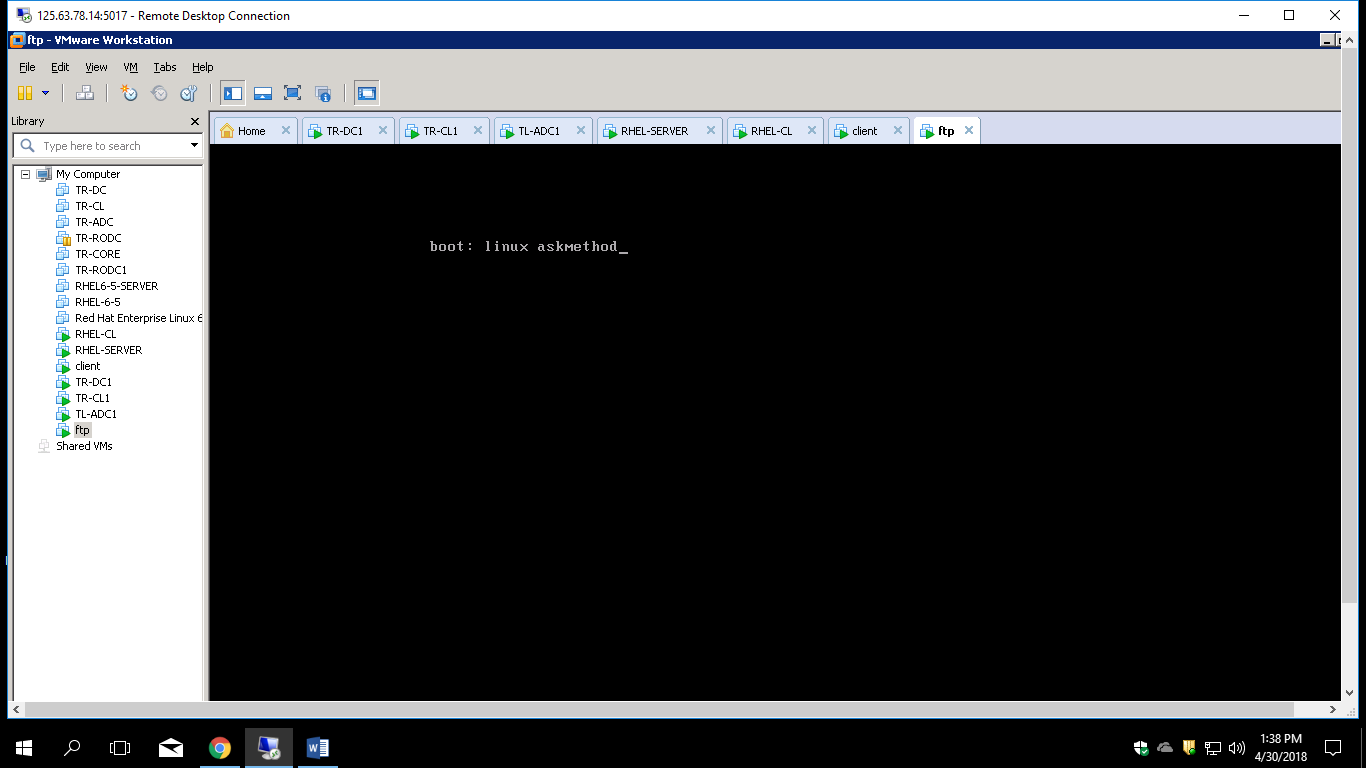 125.63.78.14:5017 - Remote Desktop Connection
ftp - VMware Workstation
File Edit View VM Tabs Help
Library
Type here to search
Home TR-DC1 TR-CL1 TL-ADC1 RHEL-SERVER RHEL-CL client ftp
My Computer
TR-DC
TR-CL
TR-ADC
TR-RODC
TR-CORE
TR-RODC1
RHEL6-5-SERVER
RHEL-6-5
Red Hat Enterprise Linux 6
RHEL-CL
RHEL-SERVER
client
TR-DC1
TR-CL1
TL-ADC1
ftp
Shared VMs
boot: linux askmethod_
1:38 PM
4/30/2018